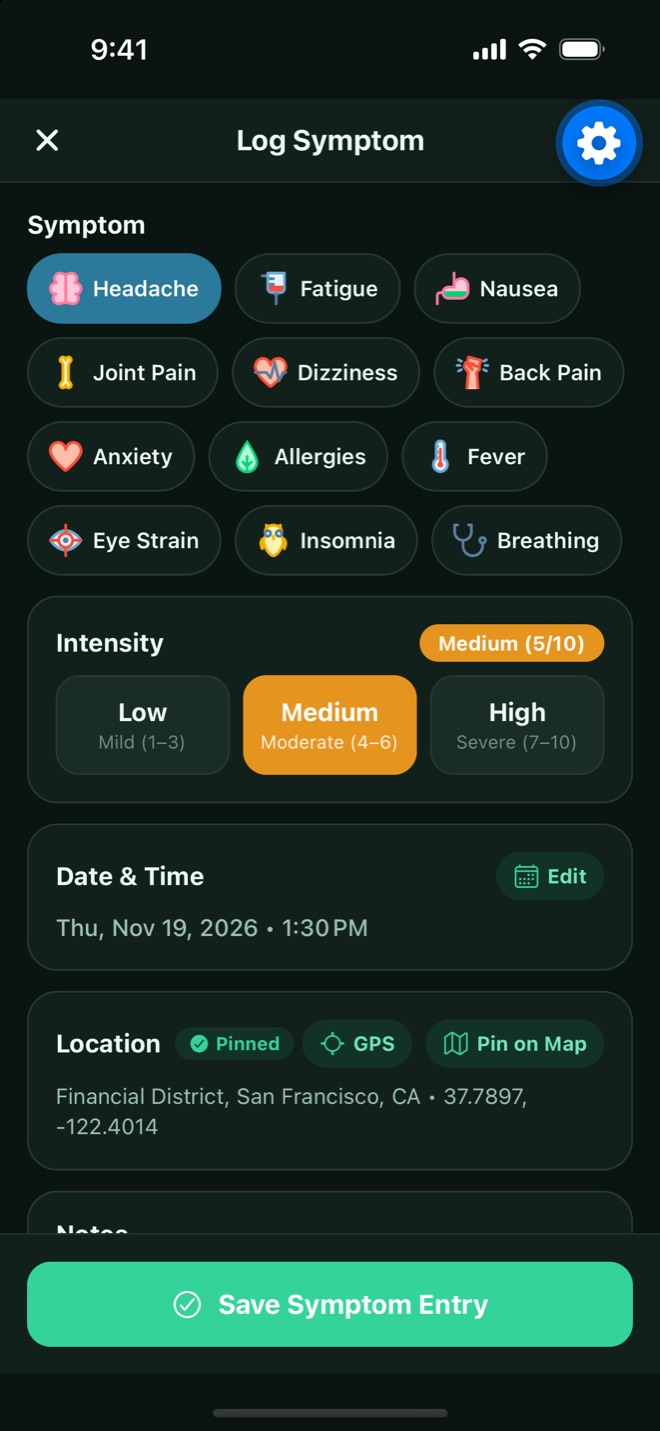 9:41
Log Symptom
Symptom
Headache
Fatigue
Nausea
Joint Pain
Dizziness
Back Pain
Anxiety
Allergies
Fever
Eye Strain
Insomnia
Breathing
Intensity
Medium (5/10)
Low
Mild (1–3)
Medium
Moderate (4–6)
High
Severe (7–10)
Date & Time
Edit
Thu, Nov 19, 2026 • 1:30 PM
Location
Pinned
GPS
Pin on Map
Financial District, San Francisco, CA • 37.7897,
-122.4014
Notes
Save Symptom Entry